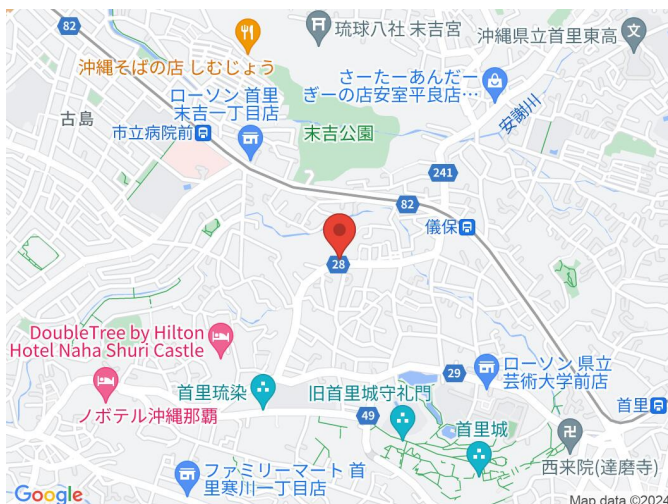 82
琉球八社 末吉宮
沖縄県立首里東高
文
沖縄そばの店 しむじょう
さーたーあんだー
ぎーの店安室平良店…
ローソン 首里
末吉一丁目店
古島
安謝川
市立病院前
末吉公園
241
82
儀保
28
DoubleTree by Hilton
Hotel Naha Shuri Castle
29
ローソン 県立
芸術大学前店
首里琉染
旧首里城守礼門
ノボテル沖縄那覇
49
首里
首里城
卍
西来院(達磨寺)
ファミリーマート 首
里寒川一丁目店
Google
Map data ©2024